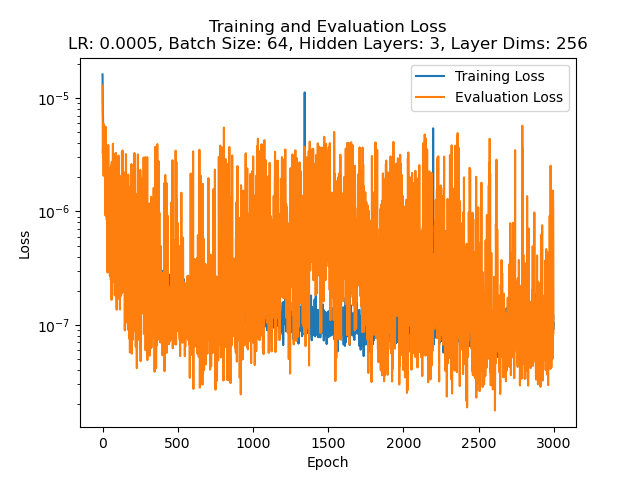 Training and Evaluation Loss
LR: 0.0005, Batch Size: 64, Hidden Layers: 3, Layer Dims: 256
Training Loss
Evaluation Loss
10⁻⁵
10⁻⁶
10⁻⁷
Loss
0 500 1000 1500 2000 2500 3000
Epoch